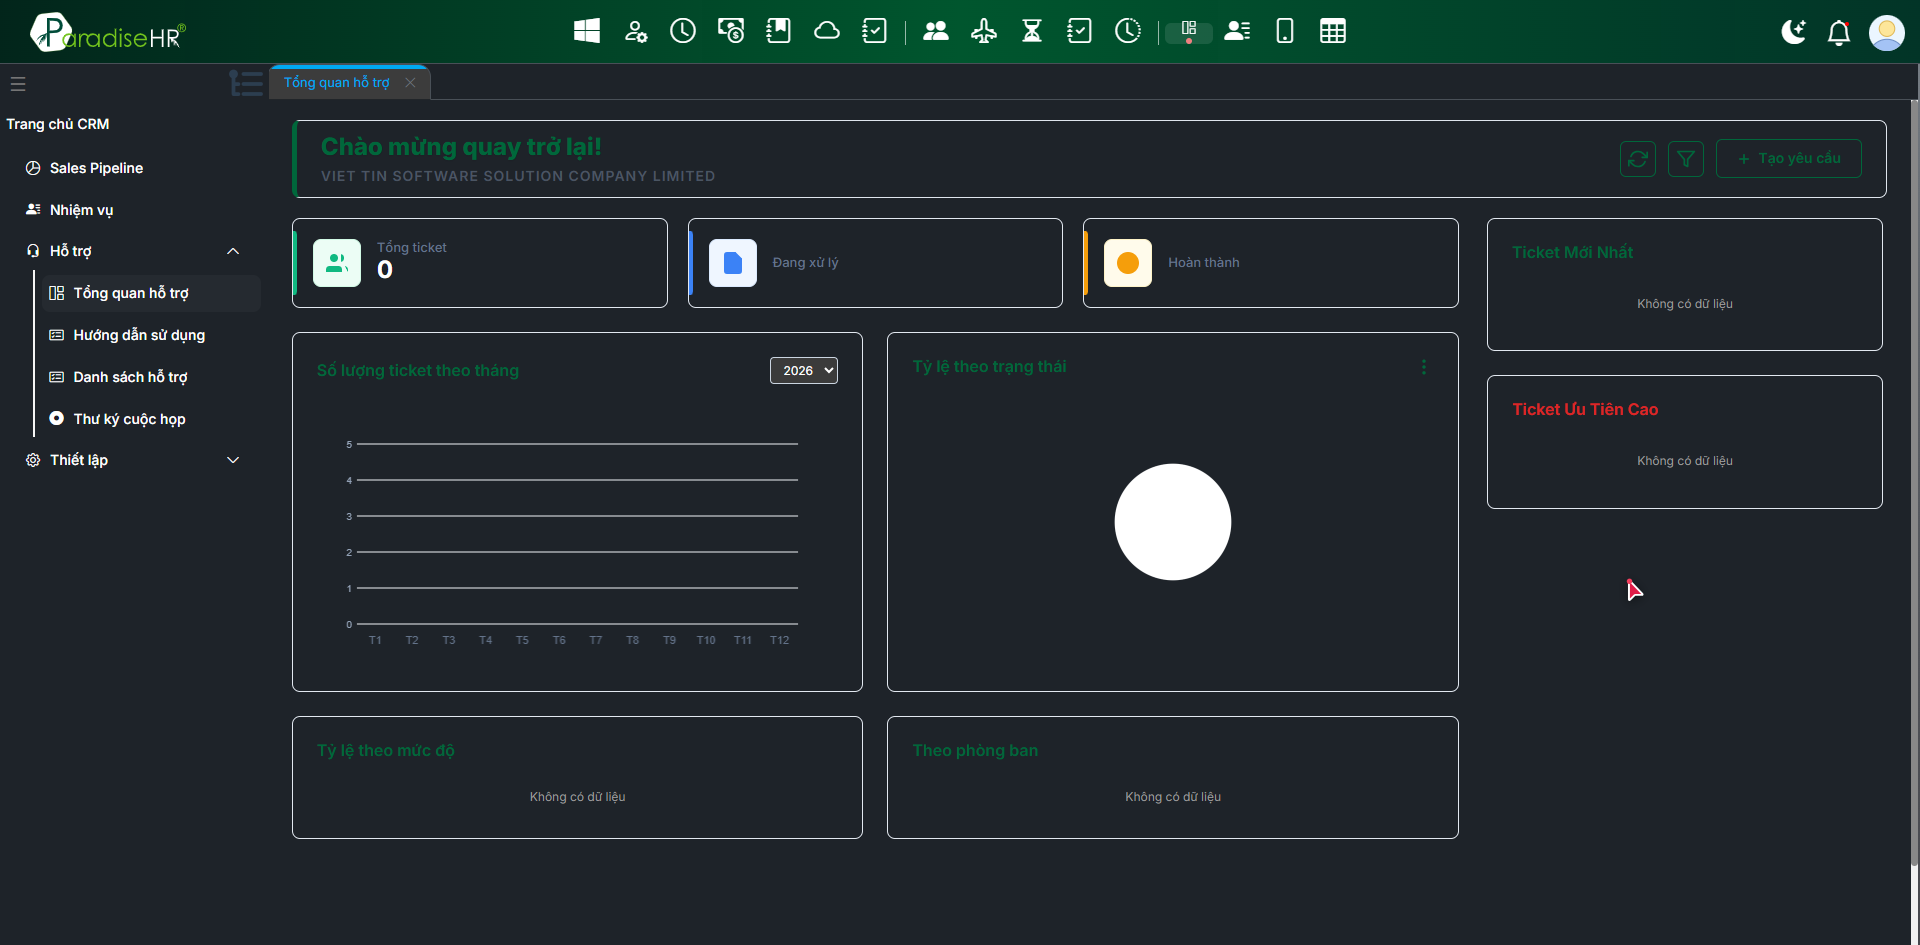 ParadiseHR®
Tổng quan hỗ trợ
Trang chủ CRM
Sales Pipeline
Nhiệm vụ
Hỗ trợ
Tổng quan hỗ trợ
Hướng dẫn sử dụng
Danh sách hỗ trợ
Thư ký cuộc họp
Thiết lập
Chào mừng quay trở lại!
VIET TIN SOFTWARE SOLUTION COMPANY LIMITED
+ Tạo yêu cầu
Tổng ticket
0
Đang xử lý
Hoàn thành
Ticket Mới Nhất
Không có dữ liệu
Ticket Ưu Tiên Cao
Không có dữ liệu
Số lượng ticket theo tháng
2026
5
4
3
2
1
0
T1 T2 T3 T4 T5 T6 T7 T8 T9 T10 T11 T12
Tỷ lệ theo trạng thái
Tỷ lệ theo mức độ
Không có dữ liệu
Theo phòng ban
Không có dữ liệu